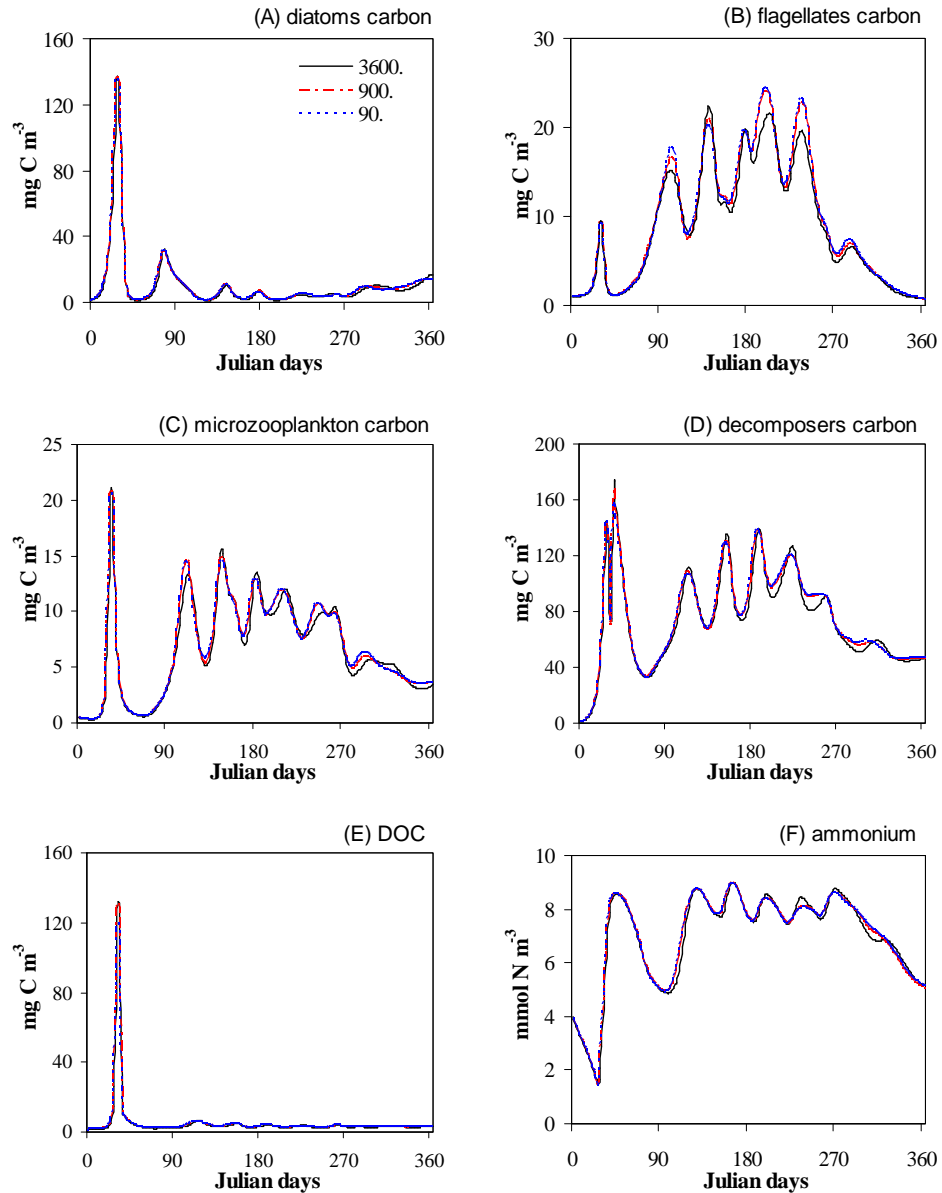 (A) diatoms carbon
160
120
80
40
0
mg C m-3
3600.
900.
90.
0 90 180 270 360
Julian days
(B) flagellates carbon
30
20
10
0
mg C m-3
0 90 180 270 360
Julian days
(C) microzooplankton carbon
25
20
15
10
5
0
mg C m-3
0 90 180 270 360
Julian days
(D) decomposers carbon
200
160
120
80
40
0
mg C m-3
0 90 180 270 360
Julian days
(E) DOC
160
120
80
40
0
mg C m-3
0 90 180 270 360
Julian days
(F) ammonium
10
8
6
4
2
0
mmol N m-3
0 90 180 270 360
Julian days